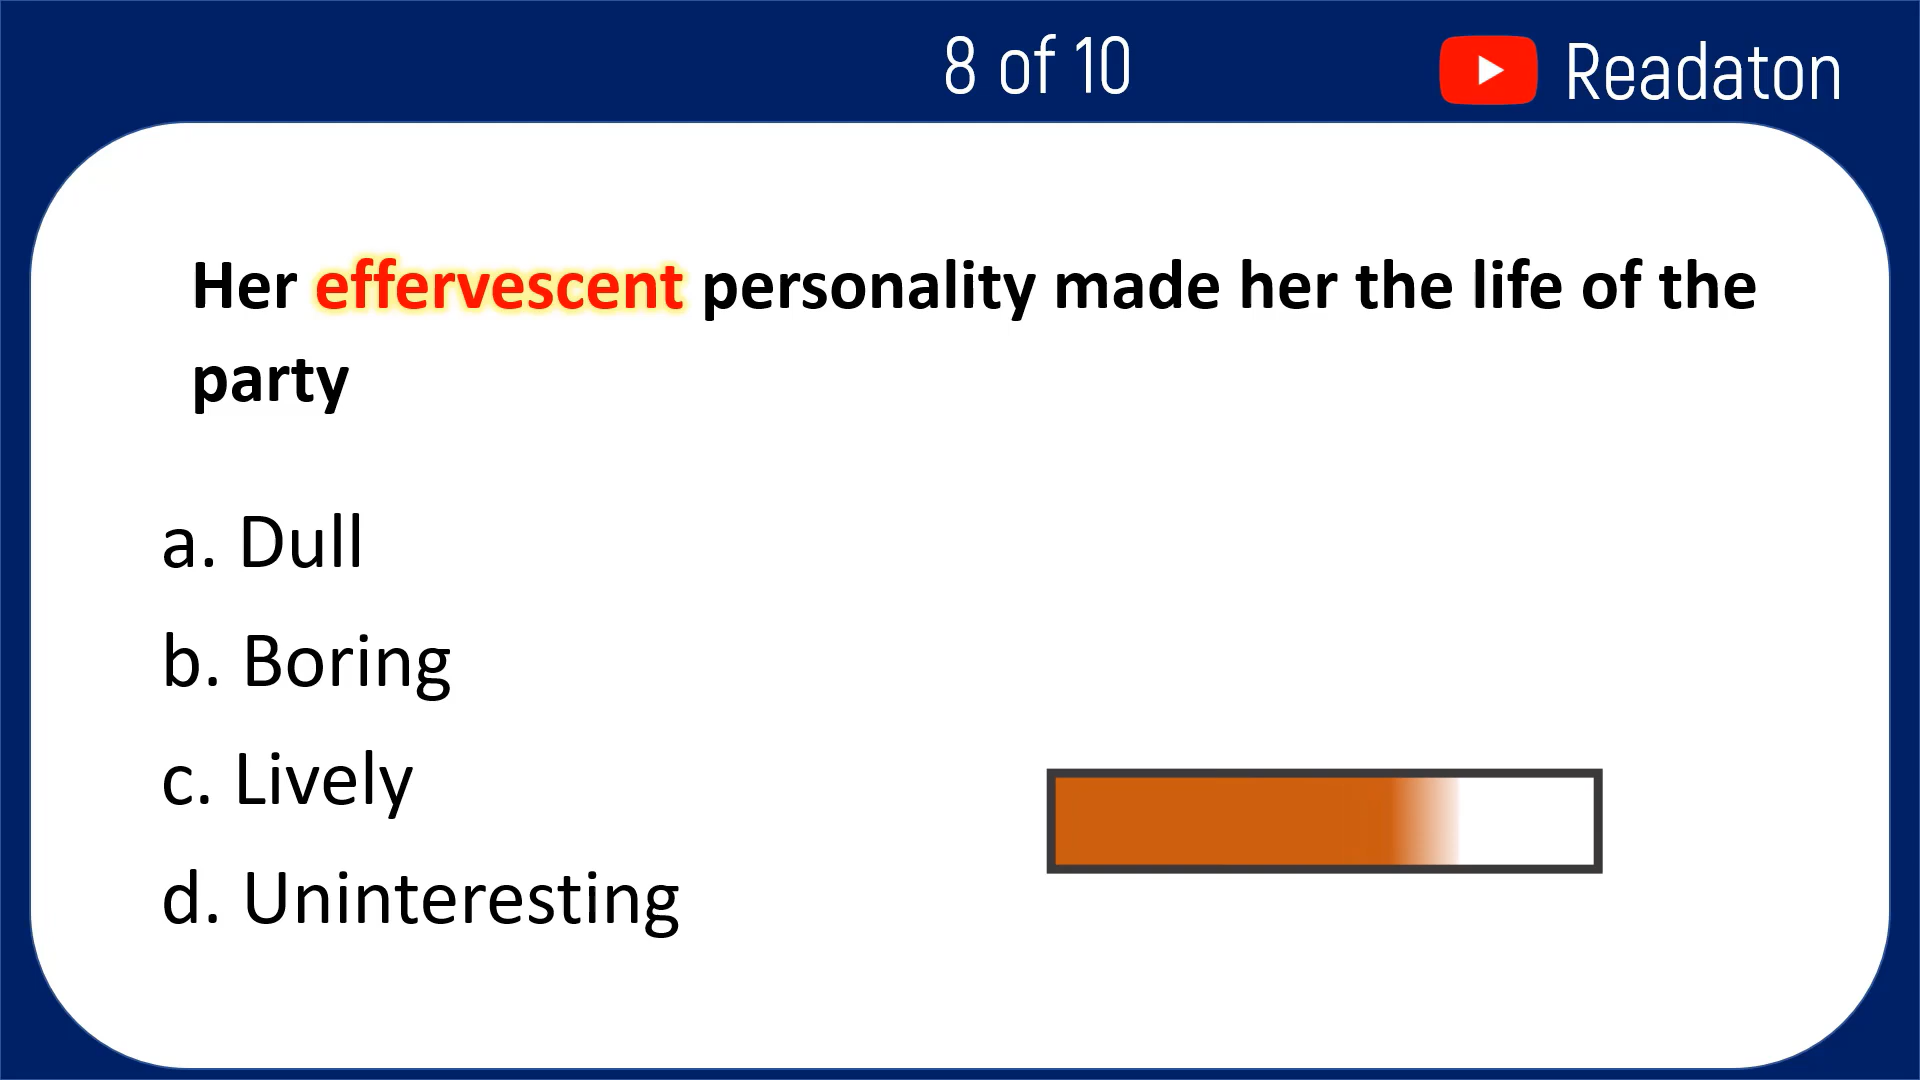 8 of 10
Readaton
Her effervescent personality made her the life of the
party
a. Dull
b. Boring
c. Lively
d. Uninteresting